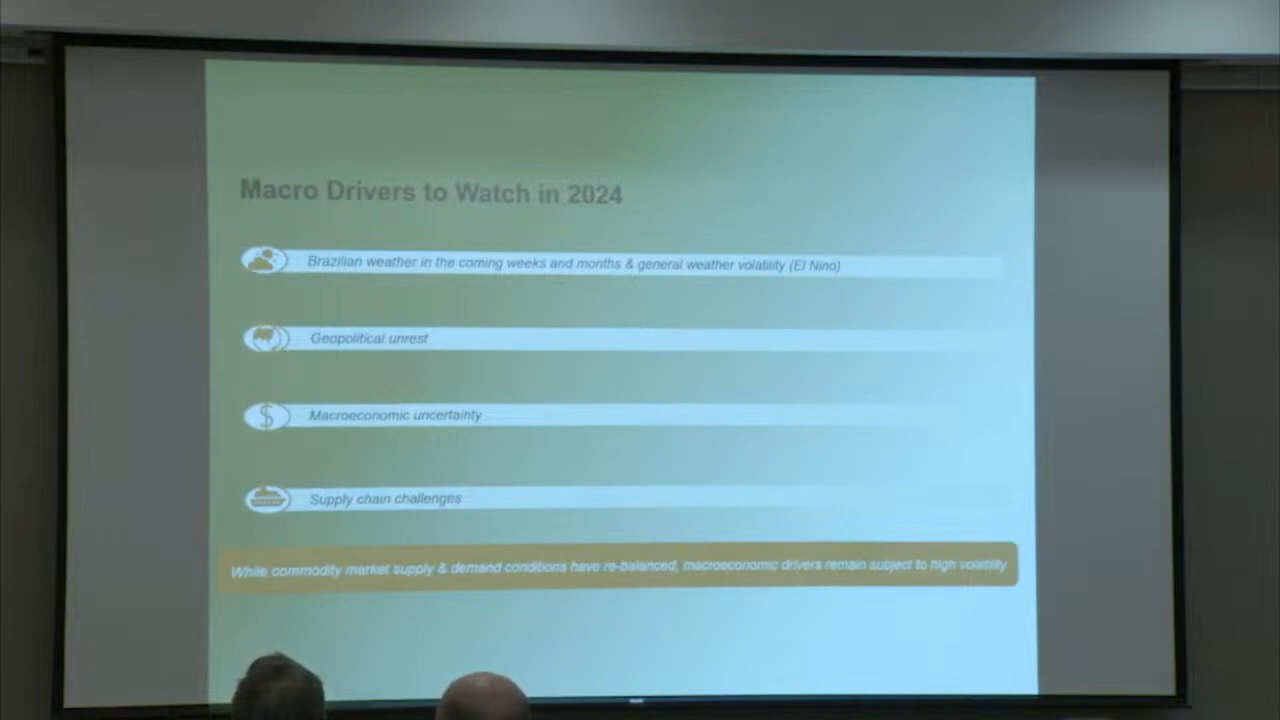 Macro Drivers to Watch in 2024
Brazilian weather in the coming weeks and months & general weather volatility (El Nino)
Geopolitical unrest
$
Macroeconomic uncertainty
Supply chain challenges
While commodity market supply & demand conditions have re-balanced, macroeconomic drivers remain subject to high volatility